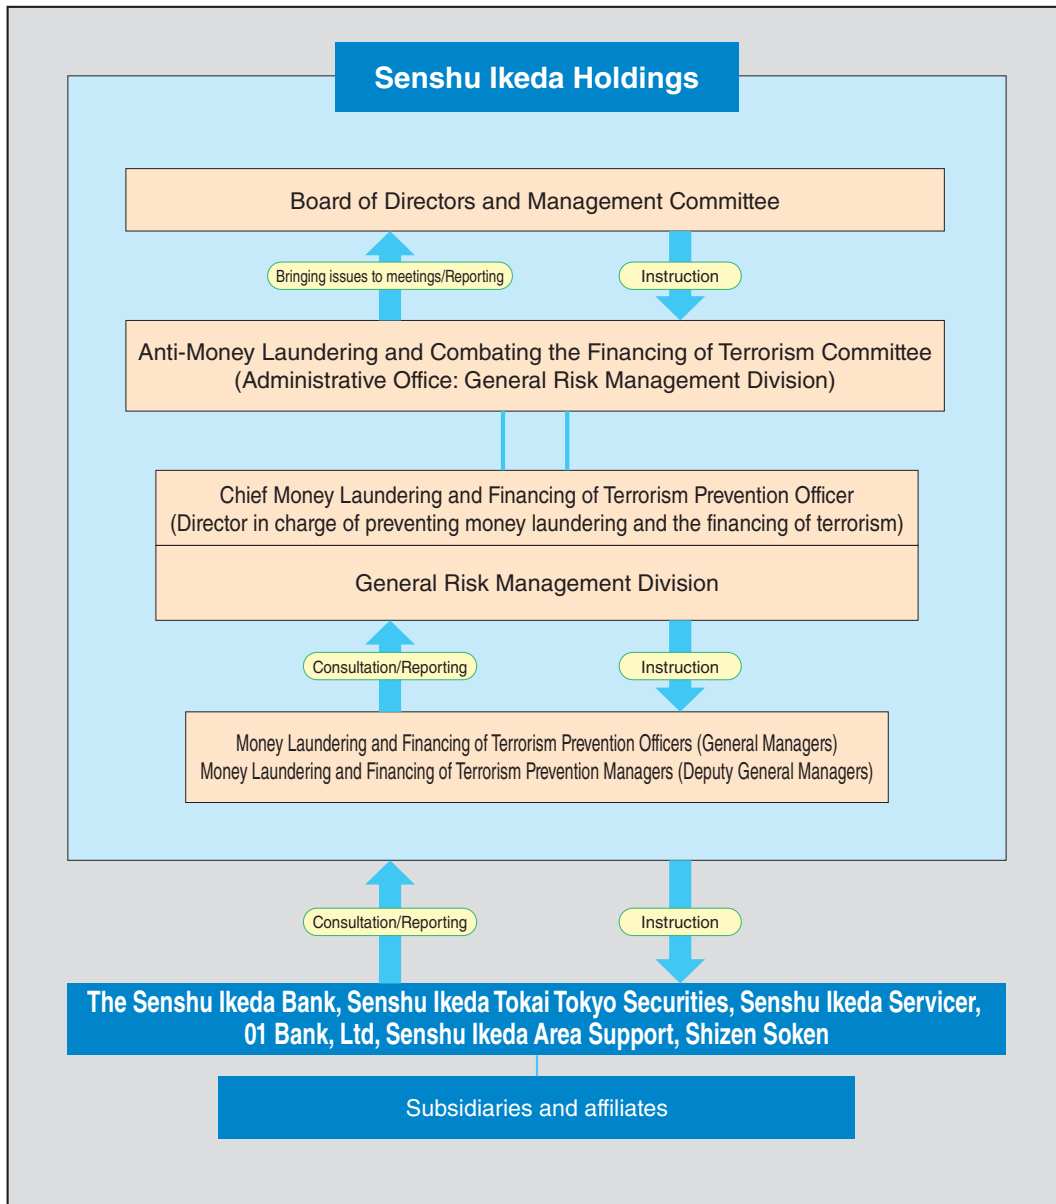 Senshu Ikeda Holdings
Board of Directors and Management Committee
Bringing issues to meetings/Reporting
Instruction
Anti-Money Laundering and Combating the Financing of Terrorism Committee
(Administrative Office: General Risk Management Division)
Chief Money Laundering and Financing of Terrorism Prevention Officer
(Director in charge of preventing money laundering and the financing of terrorism)
General Risk Management Division
Consultation/Reporting
Instruction
Money Laundering and Financing of Terrorism Prevention Officers (General Managers)
Money Laundering and Financing of Terrorism Prevention Managers (Deputy General Managers)
Consultation/Reporting
Instruction
The Senshu Ikeda Bank, Senshu Ikeda Tokai Tokyo Securities, Senshu Ikeda Servicer,
01 Bank, Ltd, Senshu Ikeda Area Support, Shizen Soken
Subsidiaries and affiliates